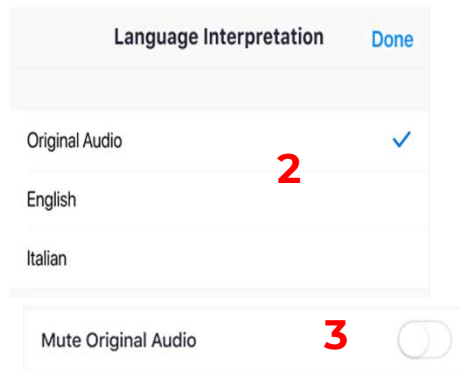 Language Interpretation Done
Original Audio
2
English
Italian
Mute Original Audio 3